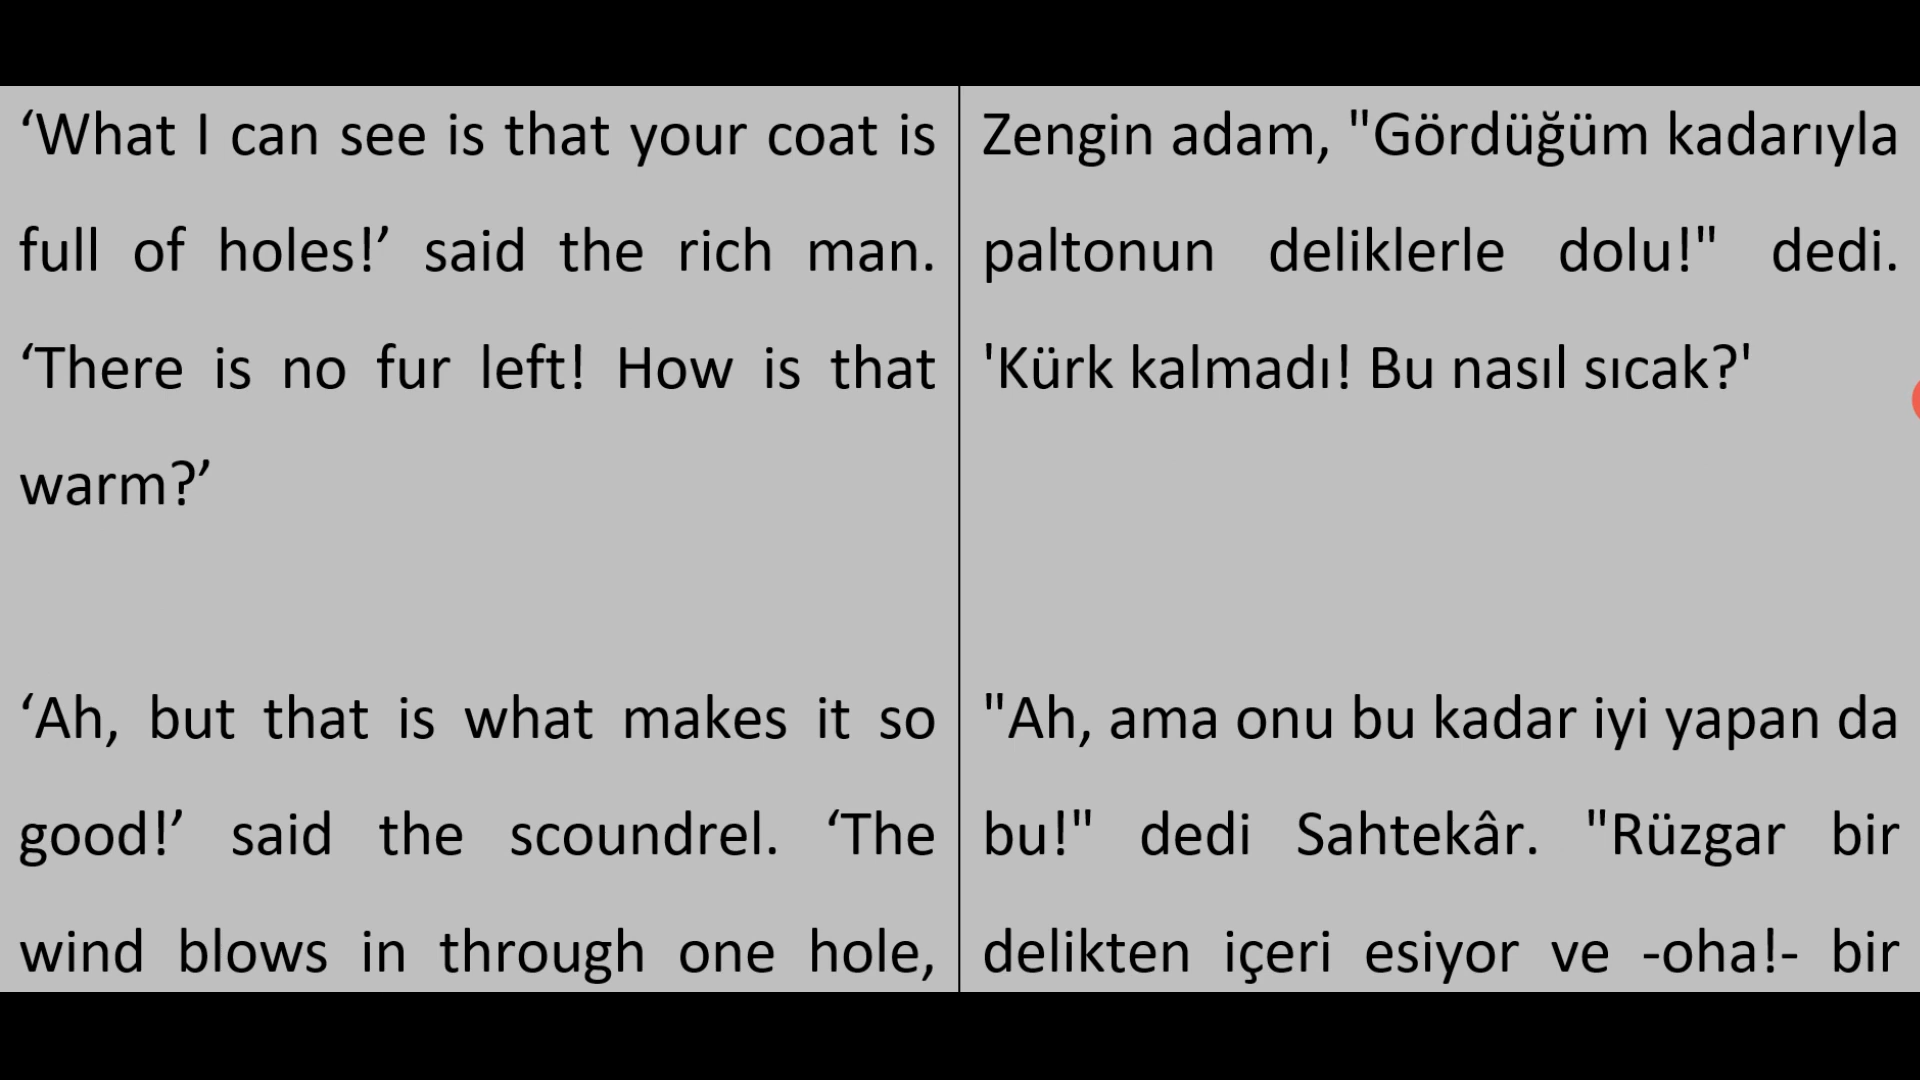 ‘What I can see is that your coat is
full of holes!’ said the rich man.
‘There is no fur left! How is that
warm?’
‘Ah, but that is what makes it so
good!’ said the scoundrel. ‘The
wind blows in through one hole,
Zengin adam, "Gördüğüm kadarıyla
paltonun deliklerle dolu!" dedi.
'Kürk kalmadı! Bu nasıl sıcak?'
"Ah, ama onu bu kadar iyi yapan da
bu!" dedi Sahtekâr. "Rüzgar bir
delikten içeri esiyor ve -oha!- bir